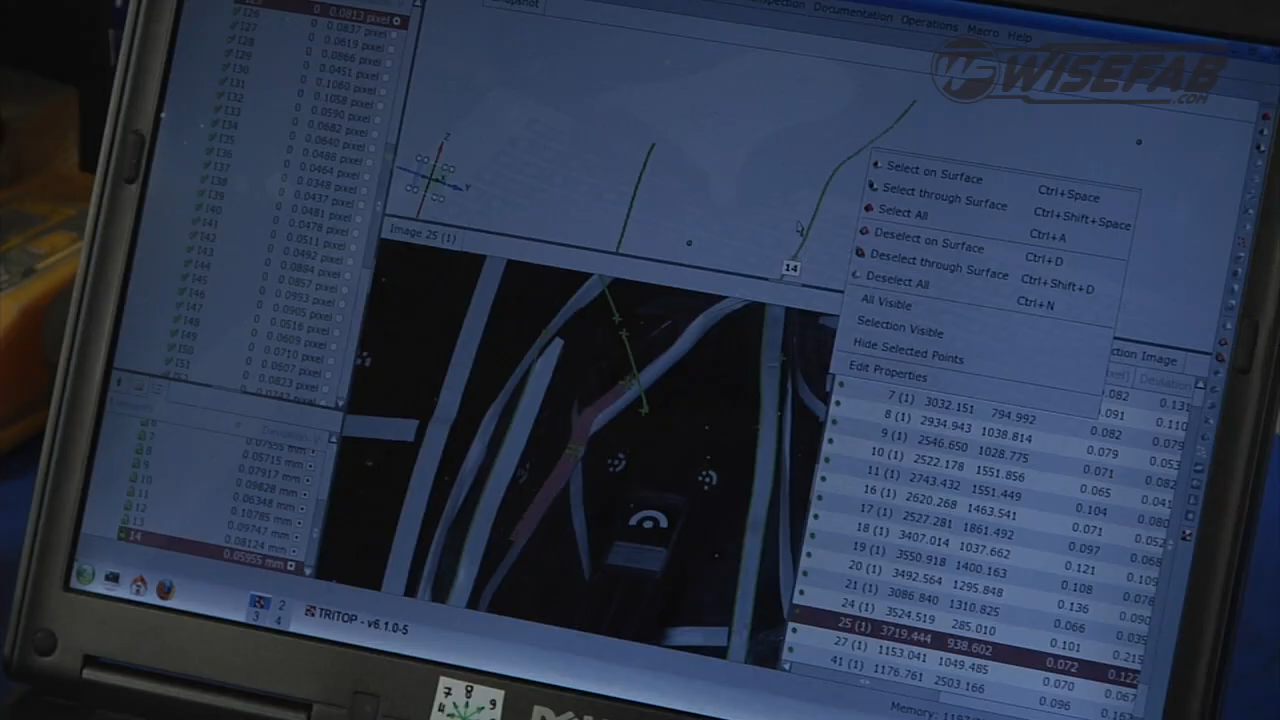 Snapshot
Inspection Documentation Operations Macro Help
WISEFAB
.COM
I26 0 0.0813 pixel
I27 0 0.0837 pixel
I28 0 0.0619 pixel
I29 0 0.0866 pixel
I30 0 0.0451 pixel
I31 0 0.1060 pixel
I32 0 0.1058 pixel
I33 0 0.0590 pixel
I34 0 0.0682 pixel
I35 0 0.0640 pixel
I36 0 0.0486 pixel
I37 0 0.0464 pixel
I38 0 0.0348 pixel
I39 0 0.0437 pixel
I40 0 0.0481 pixel
I41 0 0.0478 pixel
I42 0 0.0511 pixel
I43 0 0.0492 pixel
I44 0 0.0884 pixel
I45 0 0.0857 pixel
I46 0 0.0993 pixel
I47 0 0.0905 pixel
I48 0 0.0516 pixel
I49 0 0.0609 pixel
I50 0 0.0710 pixel
I51 0 0.0607 pixel
0.0823 pixel
Z
Y
14
Image 25 (1)
Select on Surface Ctrl+Space
Select through Surface Ctrl+Shift+Space
Select All Ctrl+A
Deselect on Surface Ctrl+D
Deselect through Surface Ctrl+Shift+D
Deselect All Ctrl+N
All Visible
Selection Visible
Hide Selected Points
Edit Properties
Image
Deviation
7 (1) 3032.151 794.992 0.082 0.079
8 (1) 2934.943 1038.814 0.079 0.053
9 (1) 2546.650 1028.775 0.071 0.082
10 (1) 2522.178 1551.856 0.065 0.041
11 (1) 2743.432 1551.449 0.104 0.080
16 (1) 2620.268 1463.541 0.071 0.052
17 (1) 2527.281 1861.492 0.097 0.068
18 (1) 3407.014 1037.662 0.121 0.109
19 (1) 3550.918 1400.163 0.108 0.078
20 (1) 3492.564 1295.848 0.136 0.090
21 (1) 3086.840 1310.825 0.066 0.035
24 (1) 3524.519 285.010 0.101 0.215
25 (1) 3719.444 938.602 0.072 0.122
27 (1) 1153.041 1049.485 0.070 0.067
41 (1) 1176.761 2503.166 0.096
7 0.07955 mm
8 0.05715 mm
9 0.07917 mm
10 0.09828 mm
11 0.06348 mm
12 0.10785 mm
13 0.09747 mm
14 0.08124 mm
0.05955 mm
2
3 4
TRITOP - v6.1.0-5
Memory:
7 8 9
DELL